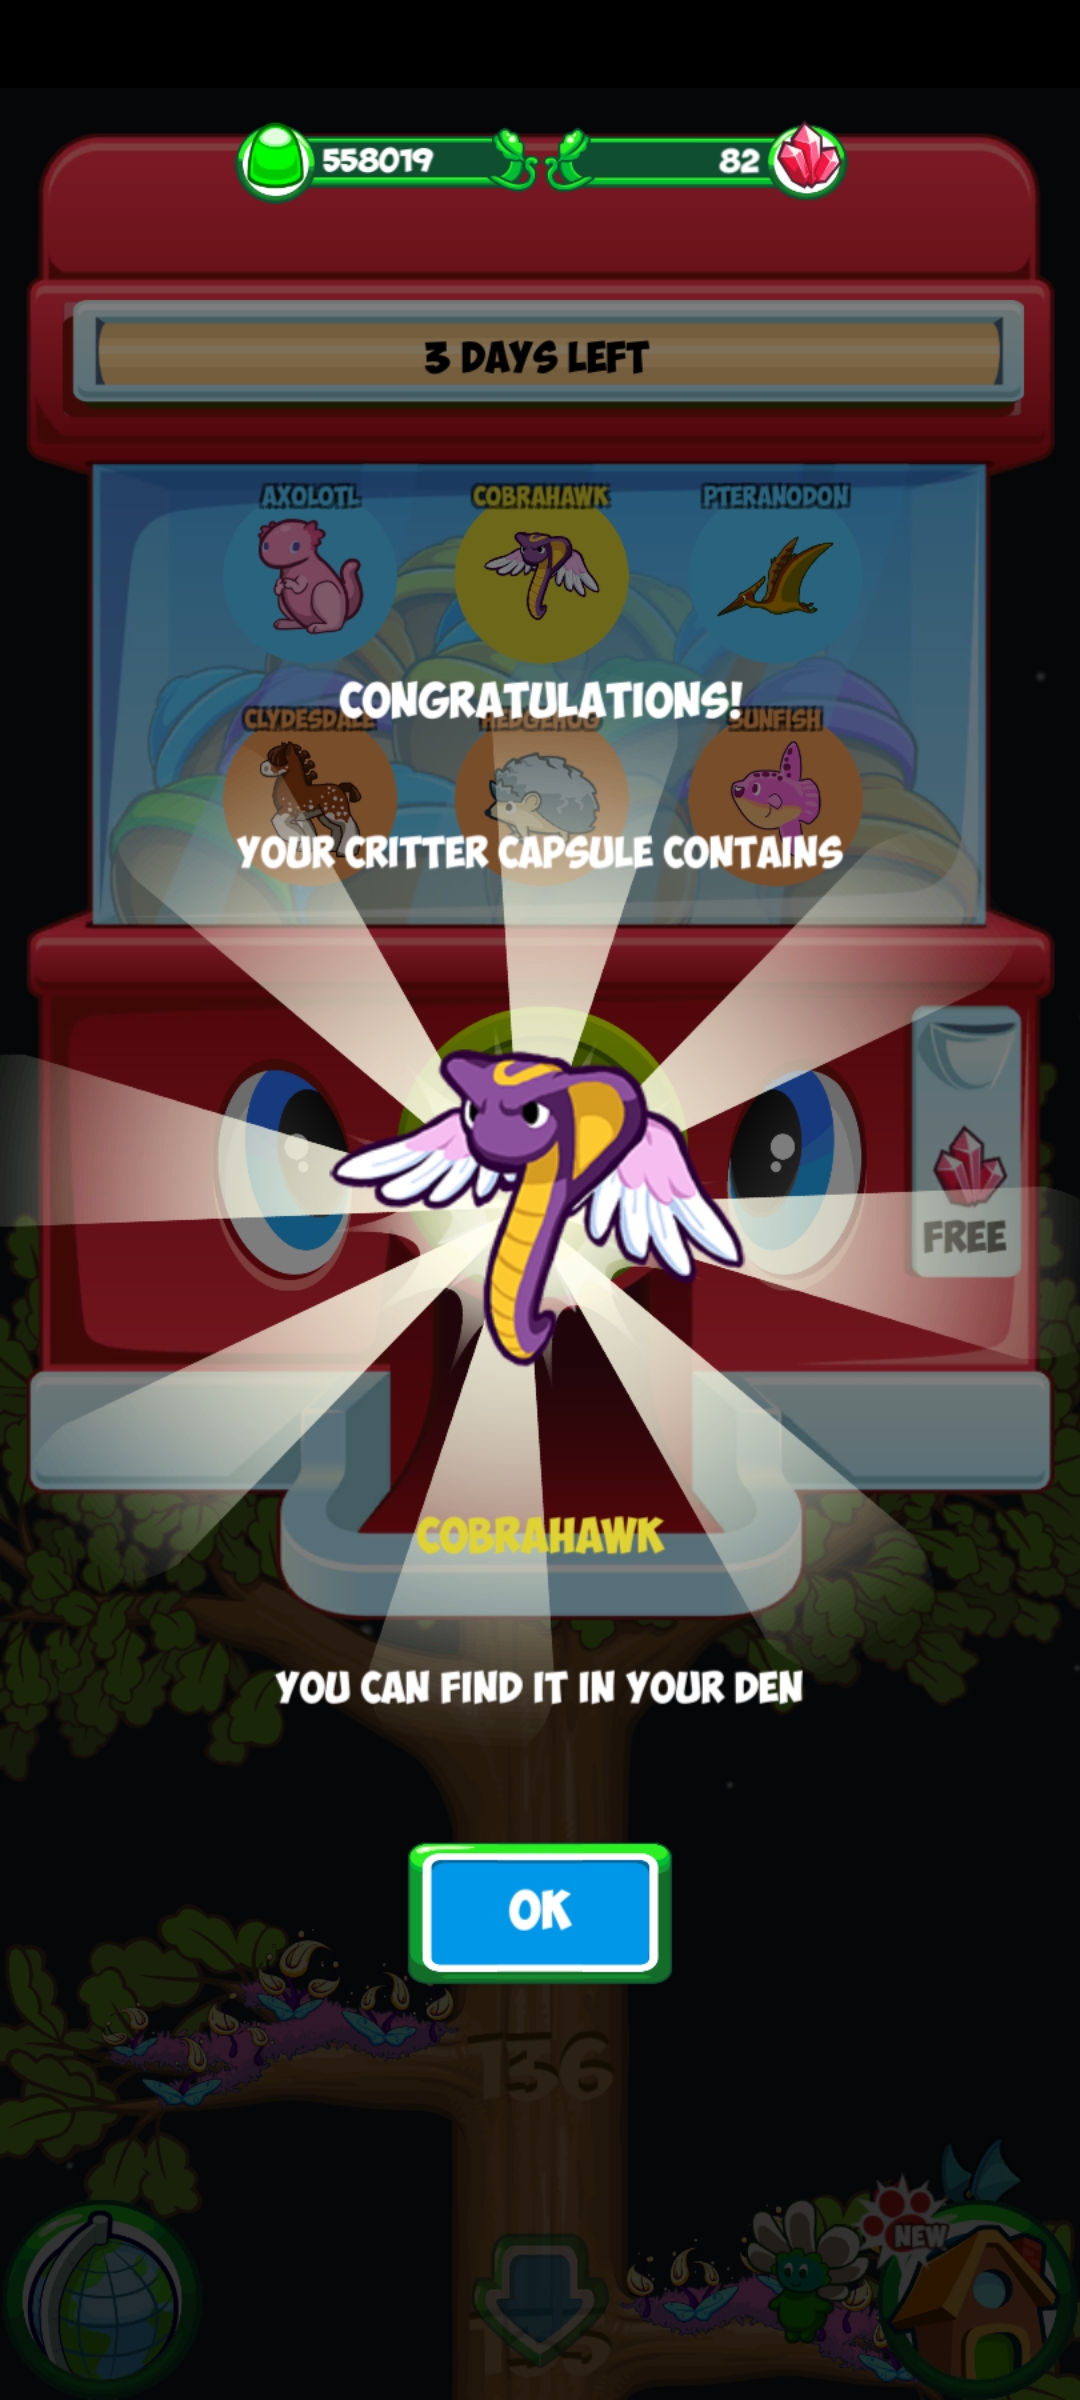 558019
82
3 DAYS LEFT
AXOLOTL COBRAHAWK PTERANODON
CONGRATULATIONS!
CLYDESDALE HEDGEHOG SUNFISH
YOUR CRITTER CAPSULE CONTAINS
FREE
COBRAHAWK
YOU CAN FIND IT IN YOUR DEN
OK
136
NEW